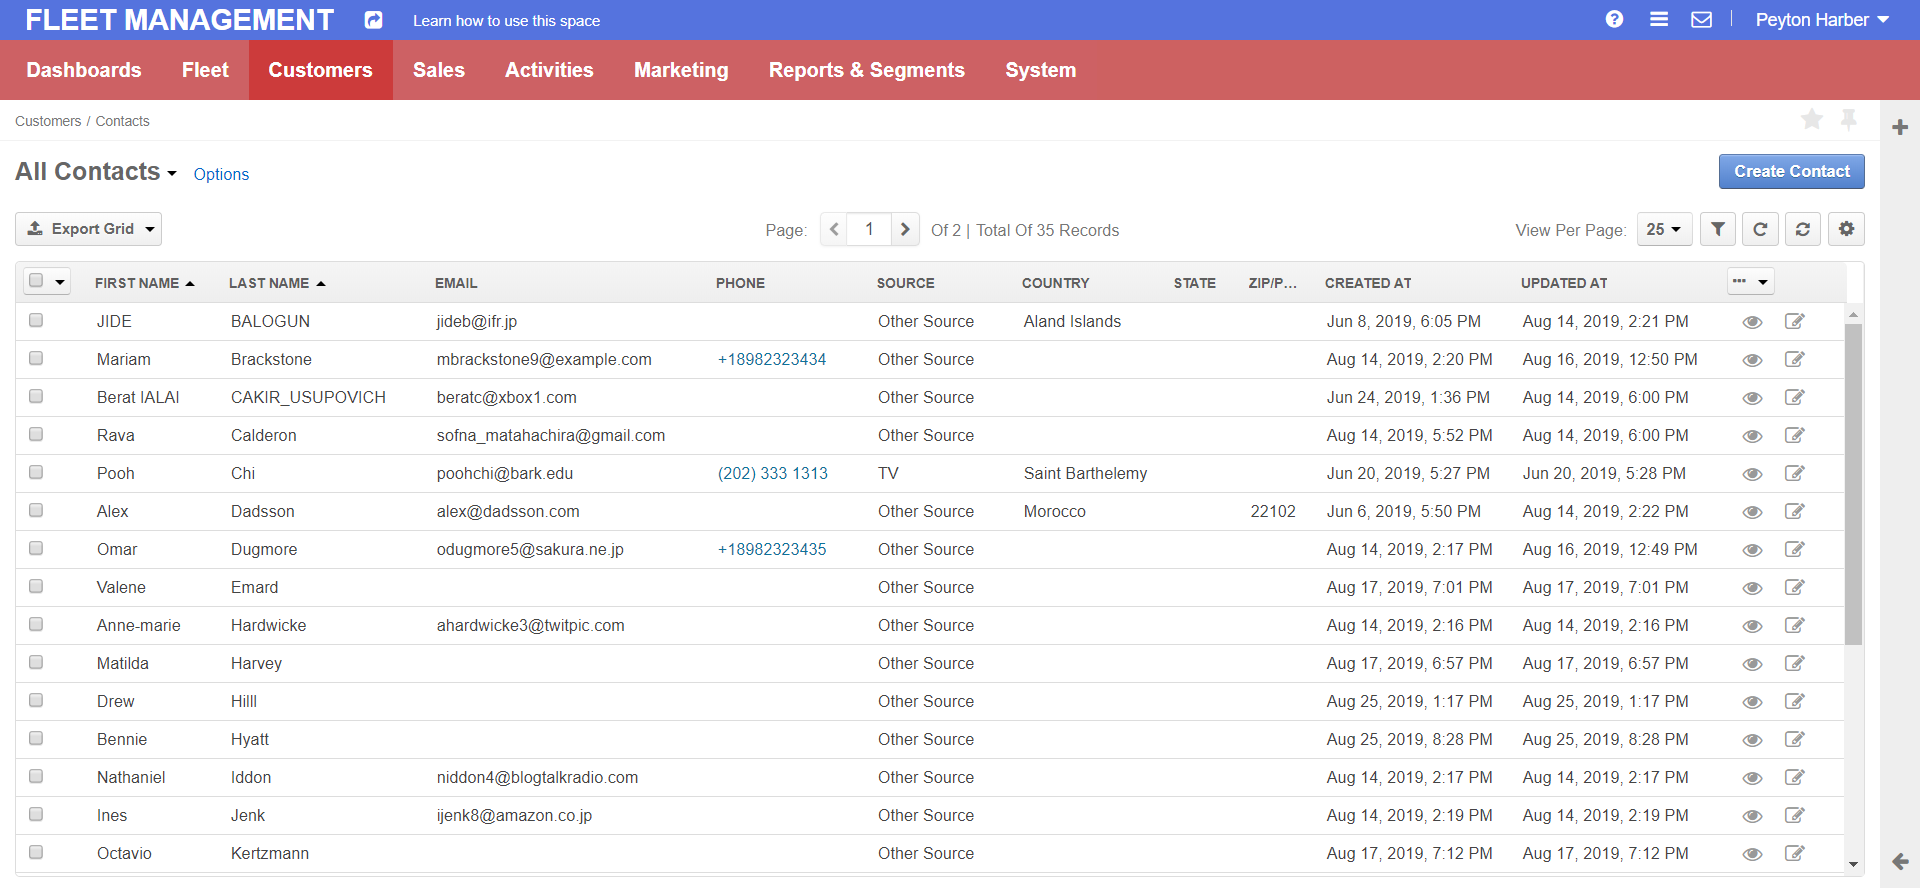 FLEET MANAGEMENT Learn how to use this space Peyton Harber
Dashboards Fleet Customers Sales Activities Marketing Reports & Segments System
Customers / Contacts
All Contacts Options Create Contact
Export Grid Page: 1 Of 2 | Total Of 35 Records View Per Page: 25
FIRST NAME LAST NAME EMAIL PHONE SOURCE COUNTRY STATE ZIP/P... CREATED AT UPDATED AT
JIDE BALOGUN jideb@ifr.jp Other Source Aland Islands Jun 8, 2019, 6:05 PM Aug 14, 2019, 2:21 PM
Mariam Brackstone mbrackstone9@example.com +18982323434 Other Source Aug 14, 2019, 2:20 PM Aug 16, 2019, 12:50 PM
Berat IALAI CAKIR_USUPOVICH beratc@xbox1.com Other Source Jun 24, 2019, 1:36 PM Aug 14, 2019, 6:00 PM
Rava Calderon sofna_matahachira@gmail.com Other Source Aug 14, 2019, 5:52 PM Aug 14, 2019, 6:00 PM
Pooh Chi poohchi@bark.edu (202) 333 1313 TV Saint Barthelemy Jun 20, 2019, 5:27 PM Jun 20, 2019, 5:28 PM
Alex Dadsson alex@dadsson.com Other Source Morocco 22102 Jun 6, 2019, 5:50 PM Aug 14, 2019, 2:22 PM
Omar Dugmore odugmore5@sakura.ne.jp +18982323435 Other Source Aug 14, 2019, 2:17 PM Aug 16, 2019, 12:49 PM
Valene Emard Other Source Aug 17, 2019, 7:01 PM Aug 17, 2019, 7:01 PM
Anne-marie Hardwicke ahardwicke3@twitpic.com Other Source Aug 14, 2019, 2:16 PM Aug 14, 2019, 2:16 PM
Matilda Harvey Other Source Aug 17, 2019, 6:57 PM Aug 17, 2019, 6:57 PM
Drew Hilll Other Source Aug 25, 2019, 1:17 PM Aug 25, 2019, 1:17 PM
Bennie Hyatt Other Source Aug 25, 2019, 8:28 PM Aug 25, 2019, 8:28 PM
Nathaniel Iddon niddon4@blogtalkradio.com Other Source Aug 14, 2019, 2:17 PM Aug 14, 2019, 2:17 PM
Ines Jenk ijenk8@amazon.co.jp Other Source Aug 14, 2019, 2:19 PM Aug 14, 2019, 2:19 PM
Octavio Kertzmann Other Source Aug 17, 2019, 7:12 PM Aug 17, 2019, 7:12 PM